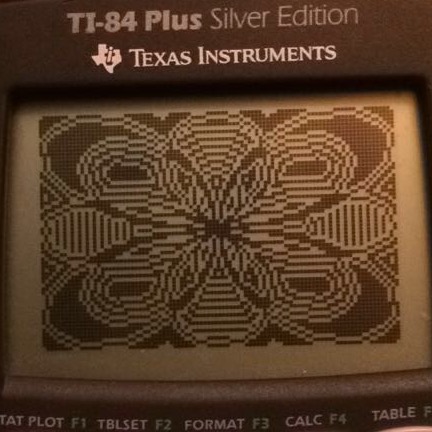 TI-84 Plus Silver Edition
TEXAS INSTRUMENTS
TAT PLOT F1 TBLSET F2 FORMAT F3 CALC F4 TABLE F